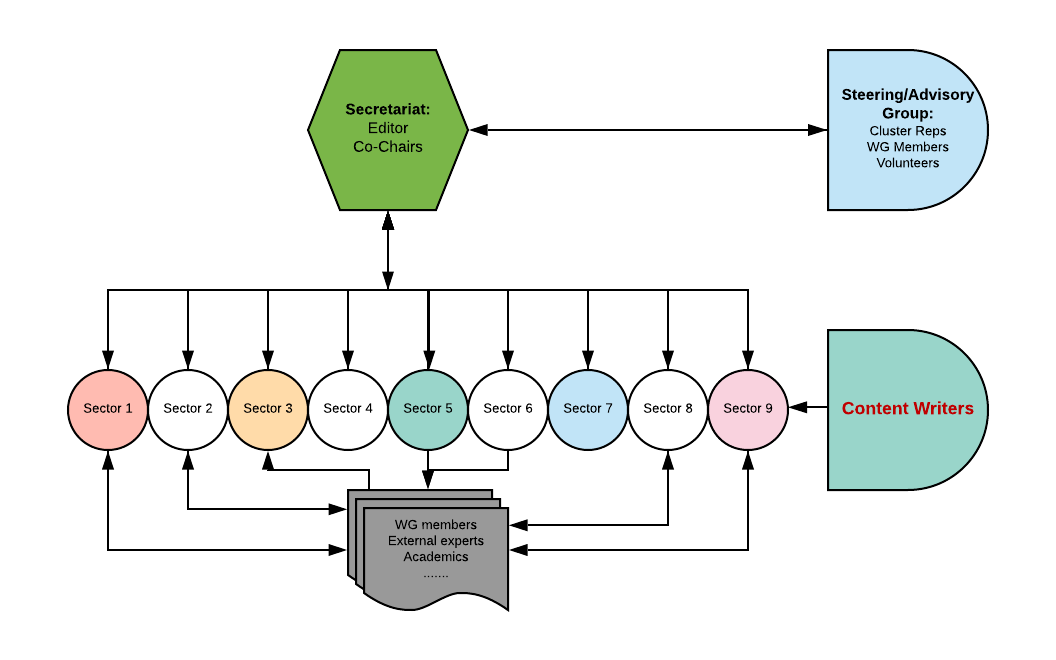 Secretariat:
Editor
Co-Chairs
Steering/Advisory
Group:
Cluster Reps
WG Members
Volunteers
Sector 1
Sector 2
Sector 3
Sector 4
Sector 5
Sector 6
Sector 7
Sector 8
Sector 9
Content Writers
WG members
External experts
Academics
.......